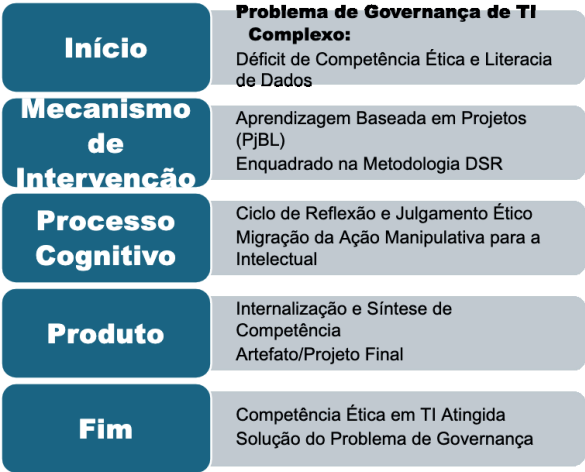 Início
Problema de Governança de TI
Complexo:
Déficit de Competência Ética e Literacia
de Dados
Mecanismo
de
Intervenção
Aprendizagem Baseada em Projetos
(PjBL)
Enquadrado na Metodologia DSR
Processo
Cognitivo
Ciclo de Reflexão e Julgamento Ético
Migração da Ação Manipulativa para a
Intelectual
Produto
Internalização e Síntese de
Competência
Artefato/Projeto Final
Fim
Competência Ética em TI Atingida
Solução do Problema de Governança